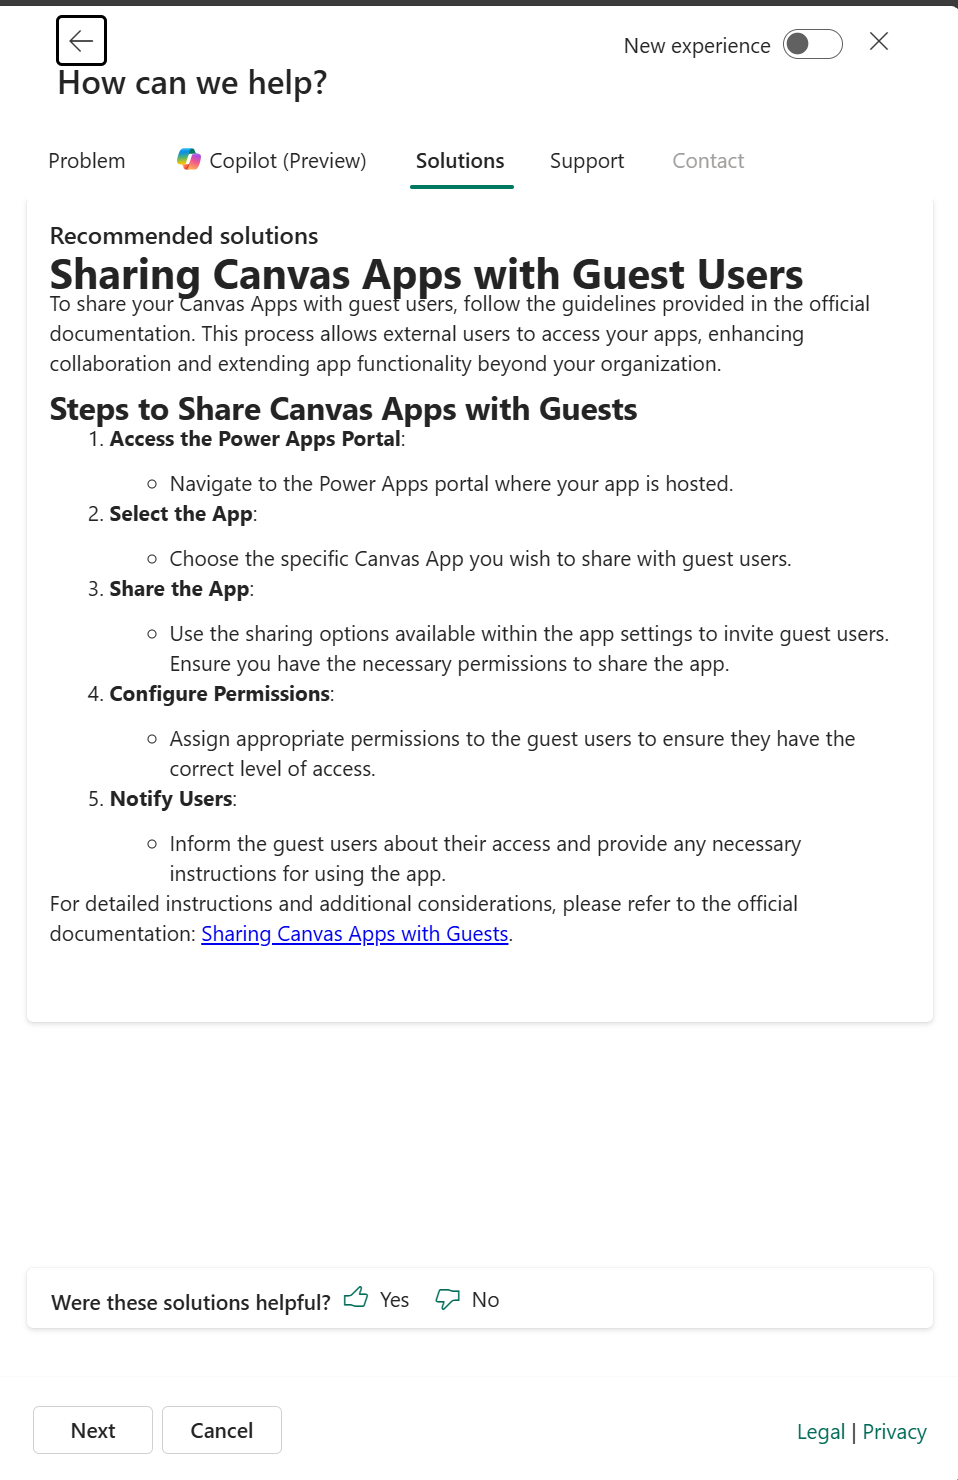 New experience
How can we help?
Problem
Copilot (Preview)
Solutions
Support
Contact
Recommended solutions
Sharing Canvas Apps with Guest Users
To share your Canvas Apps with guest users, follow the guidelines provided in the official
documentation. This process allows external users to access your apps, enhancing
collaboration and extending app functionality beyond your organization.
Steps to Share Canvas Apps with Guests
1. Access the Power Apps Portal:
Navigate to the Power Apps portal where your app is hosted.
2. Select the App:
Choose the specific Canvas App you wish to share with guest users.
3. Share the App:
Use the sharing options available within the app settings to invite guest users.
Ensure you have the necessary permissions to share the app.
4. Configure Permissions:
Assign appropriate permissions to the guest users to ensure they have the
correct level of access.
5. Notify Users:
Inform the guest users about their access and provide any necessary
instructions for using the app.
For detailed instructions and additional considerations, please refer to the official
documentation: Sharing Canvas Apps with Guests.
Were these solutions helpful? Yes No
Next
Cancel
Legal | Privacy